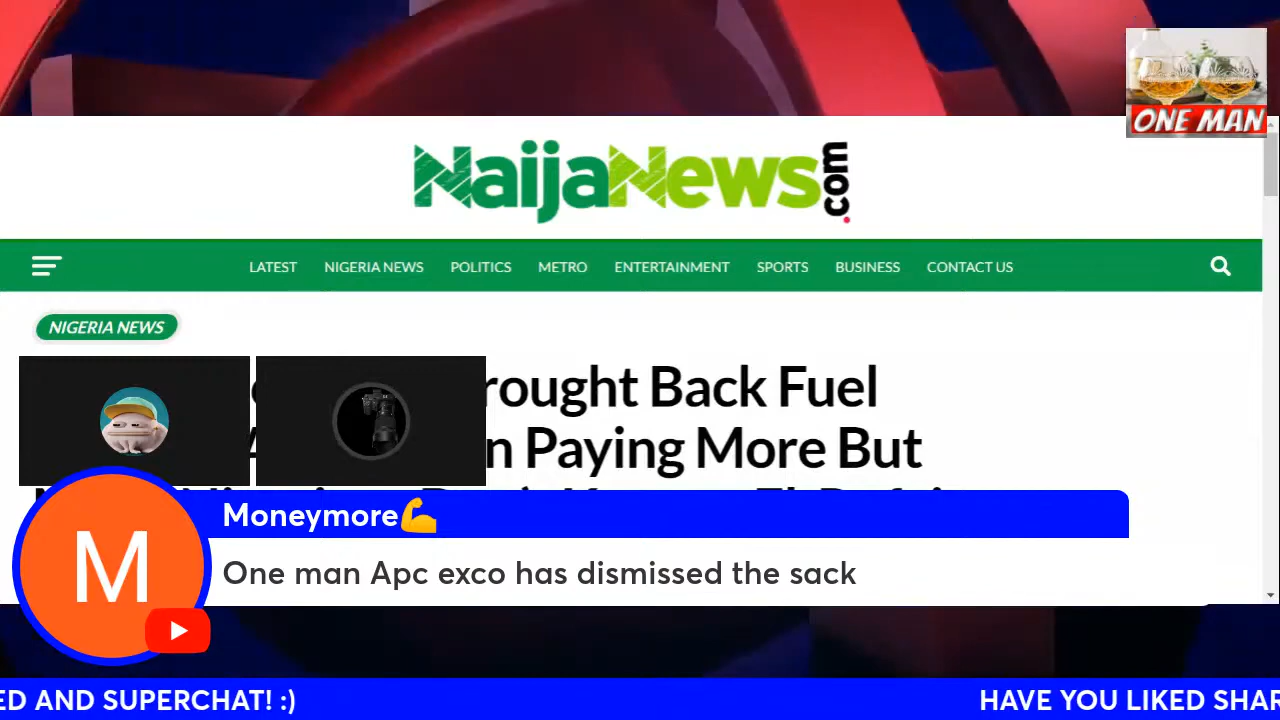 ONE MAN
NaijaNews.com
LATEST NIGERIA NEWS POLITICS METRO ENTERTAINMENT SPORTS BUSINESS CONTACT US
NIGERIA NEWS
rought Back Fuel
n Paying More But
M
Moneymore💪
One man Apc exco has dismissed the sack
ED AND SUPERCHAT! :) HAVE YOU LIKED SHAR